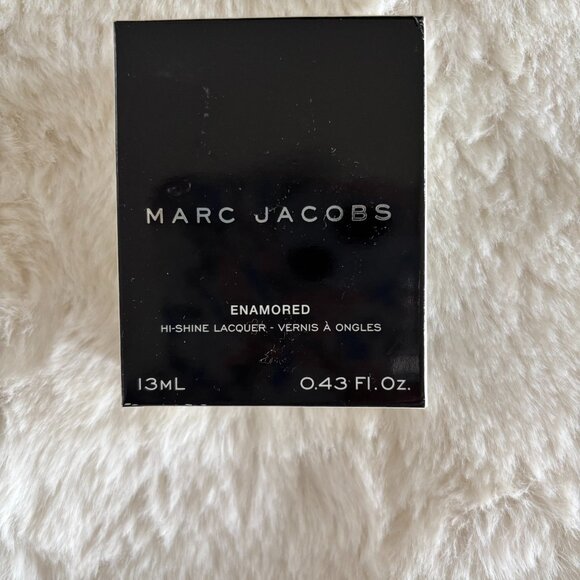 MARC JACOBS
ENAMORED
HI-SHINE LACQUER - VERNIS À ONGLES
13ML 0.43 Fl.Oz.